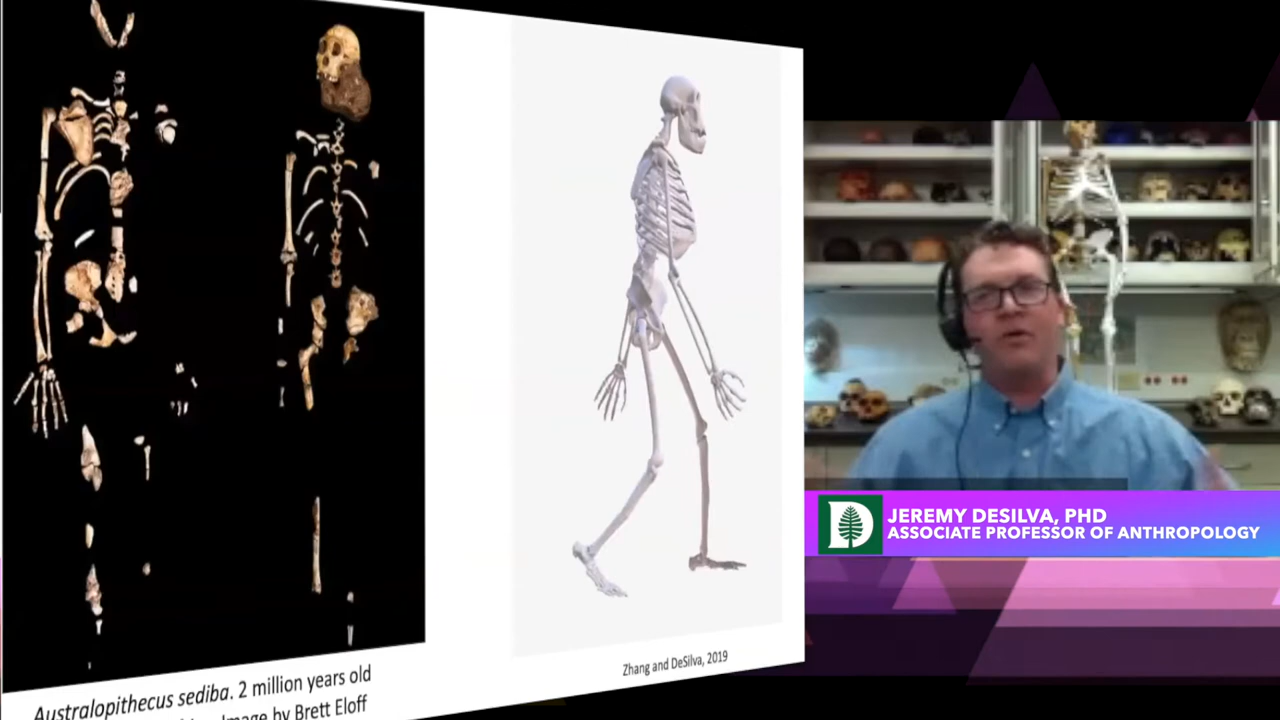 Australopithecus sediba. 2 million years old
Image by Brett Eloff
Zhang and DeSilva, 2019
D
JEREMY DESILVA, PHD
ASSOCIATE PROFESSOR OF ANTHROPOLOGY